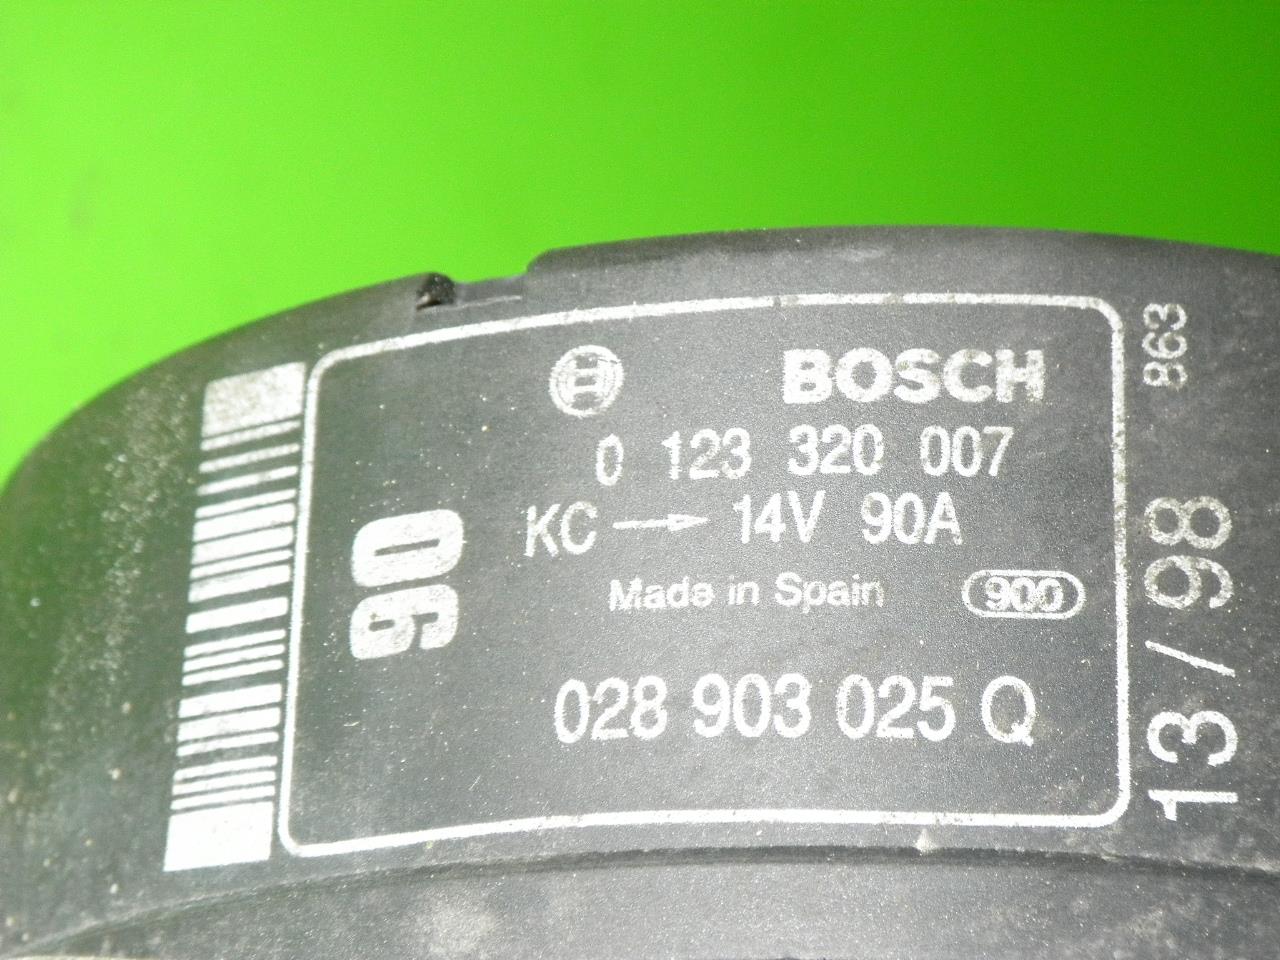 BOSCH
0 123 320 007
KC → 14V 90A
Made in Spain 900
028 903 025 Q
90
13 / 98
863